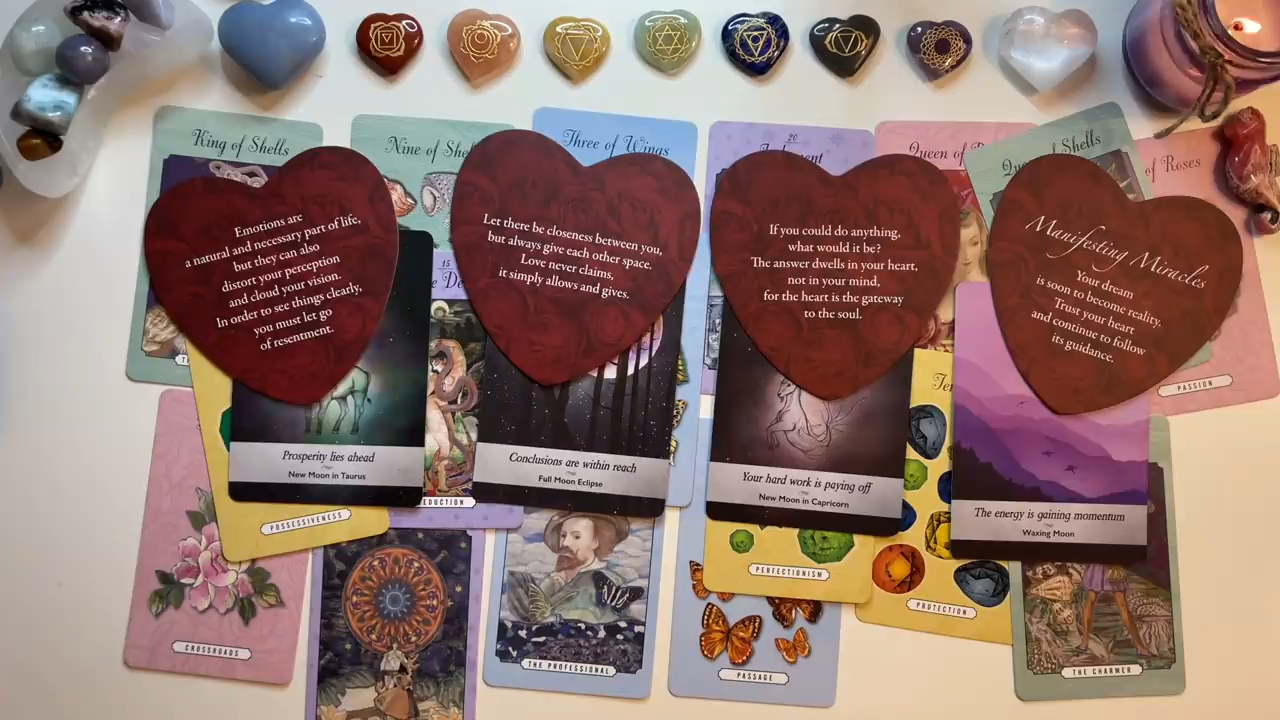 King of Shells
Nine of
Three of Wings
20
Queen of
of Shells
of Roses
Emotions are
a natural and necessary part of life,
but they can also
distort your perception
and cloud your vision.
In order to see things clearly,
you must let go
of resentment.
Let there be closeness between you,
but always give each other space.
Love never claims,
it simply allows and gives.
If you could do anything,
what would it be?
The answer dwells in your heart,
not in your mind,
for the heart is the gateway
to the soul.
Manifesting Miracles
Your dream
is soon to become reality.
Trust your heart
and continue to follow
its guidance.
15
PASSION
Prosperity lies ahead
New Moon in Taurus
Conclusions are within reach
Full Moon Eclipse
Your hard work is paying off
New Moon in Capricorn
The energy is gaining momentum
Waxing Moon
POSSESSIVENESS
PERFECTIONISM
PROTECTION
CROSSROADS
THE PROFESSIONAL
PASSAGE
THE CHARMER